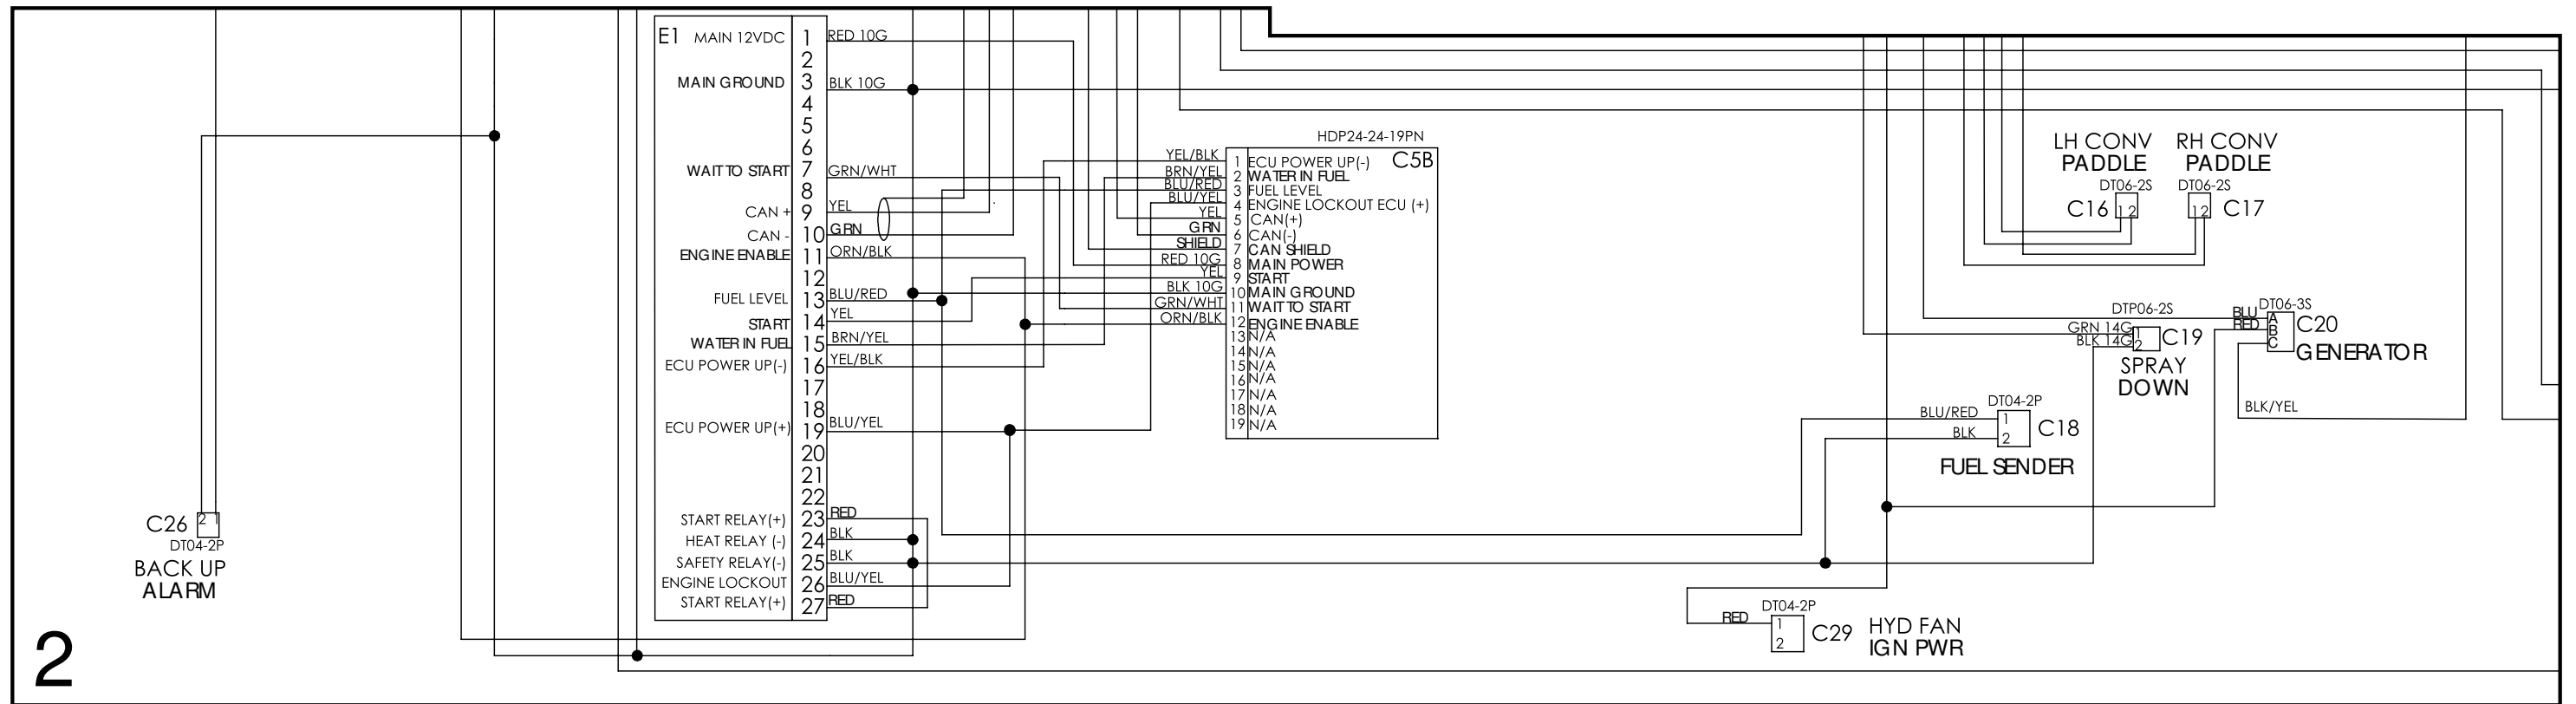 E1 MAIN 12VDC 1 RED 10G
2
MAIN GROUND 3 BLK 10G
4
5
6
WAIT TO START 7 GRN/WHT
8
CAN + 9 YEL
CAN - 10 GRN
ENGINE ENABLE 11 ORN/BLK
12
FUEL LEVEL 13 BLU/RED
START 14 YEL
WATER IN FUEL 15 BRN/YEL
ECU POWER UP(-) 16 YEL/BLK
17
18
ECU POWER UP(+) 19 BLU/YEL
20
21
22
START RELAY(+) 23 RED
HEAT RELAY (-) 24 BLK
SAFETY RELAY(-) 25 BLK
ENGINE LOCKOUT 26 BLU/YEL
START RELAY(+) 27 RED
HDP24-24-19PN
C5B
YEL/BLK 1 ECU POWER UP(-)
BRN/YEL 2 WATER IN FUEL
BLU/RED 3 FUEL LEVEL
BLU/YEL 4 ENGINE LOCKOUT ECU (+)
YEL 5 CAN(+)
GRN 6 CAN(-)
SHIELD 7 CAN SHIELD
RED 10G 8 MAIN POWER
YEL 9 START
BLK 10G 10 MAIN GROUND
GRN/WHT 11 WAIT TO START
ORN/BLK 12 ENGINE ENABLE
13 N/A
14 N/A
15 N/A
16 N/A
17 N/A
18 N/A
19 N/A
LH CONV
PADDLE
DT06-2S
C16 1 2
RH CONV
PADDLE
DT06-2S
1 2 C17
DTP06-2S
GRN 14G 1
BLK 14G 2
C19
SPRAY
DOWN
DT06-3S
BLU A
RED B
C
C20
GENERATOR
BLK/YEL
DT04-2P
BLU/RED 1
BLK 2
C18
FUEL SENDER
C26 2 1
DT04-2P
BACK UP
ALARM
DT04-2P
RED 1
2
C29
HYD FAN
IGN PWR
2